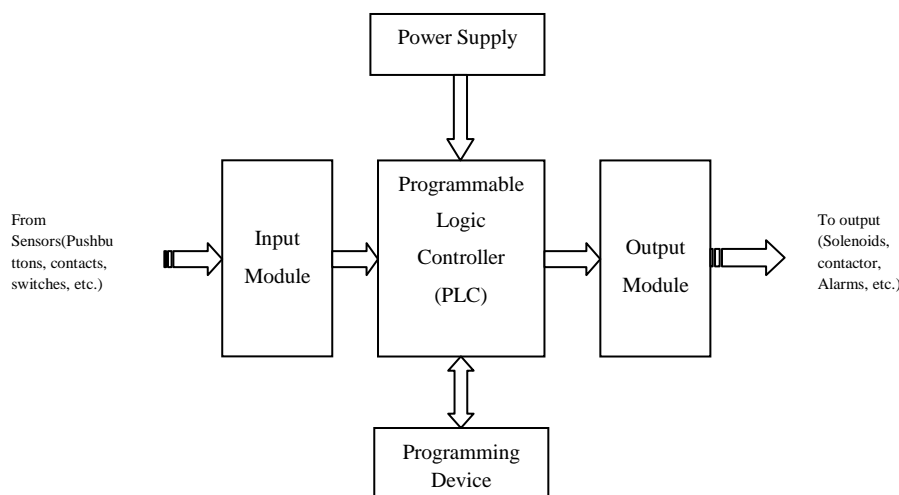 Power Supply
From
Sensors(Pushbu
ttons, contacts,
switches, etc.)
Input
Module
Programmable
Logic
Controller
(PLC)
Output
Module
To output
(Solenoids,
contactor,
Alarms, etc.)
Programming
Device